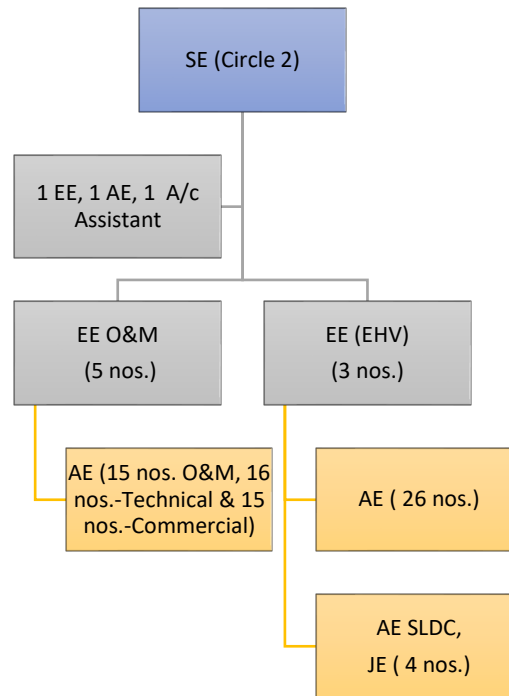 SE (Circle 2)
1 EE, 1 AE, 1 A/c
Assistant
EE O&M
(5 nos.)
EE (EHV)
(3 nos.)
AE (15 nos. O&M, 16
nos.-Technical & 15
nos.-Commercial)
AE ( 26 nos.)
AE SLDC,
JE ( 4 nos.)